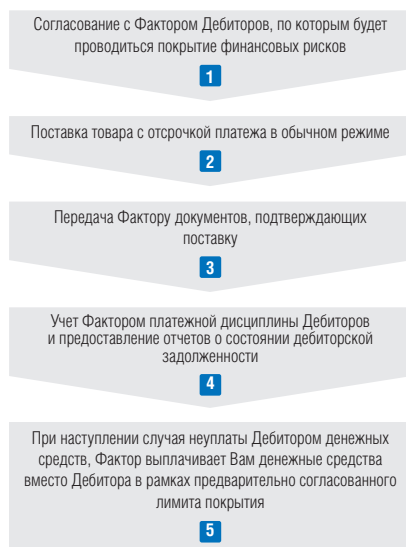 Согласование с Фактором Дебиторов, по которым будет
проводиться покрытие финансовых рисков
1
Поставка товара с отсрочкой платежа в обычном режиме
2
Передача Фактору документов, подтверждающих
поставку
3
Учет Фактором платежной дисциплины Дебиторов
и предоставление отчетов о состоянии дебиторской
задолженности
4
При наступлении случая неуплаты Дебитором денежных
средств, Фактор выплачивает Вам денежные средства
вместо Дебитора в рамках предварительно согласованного
лимита покрытия
5